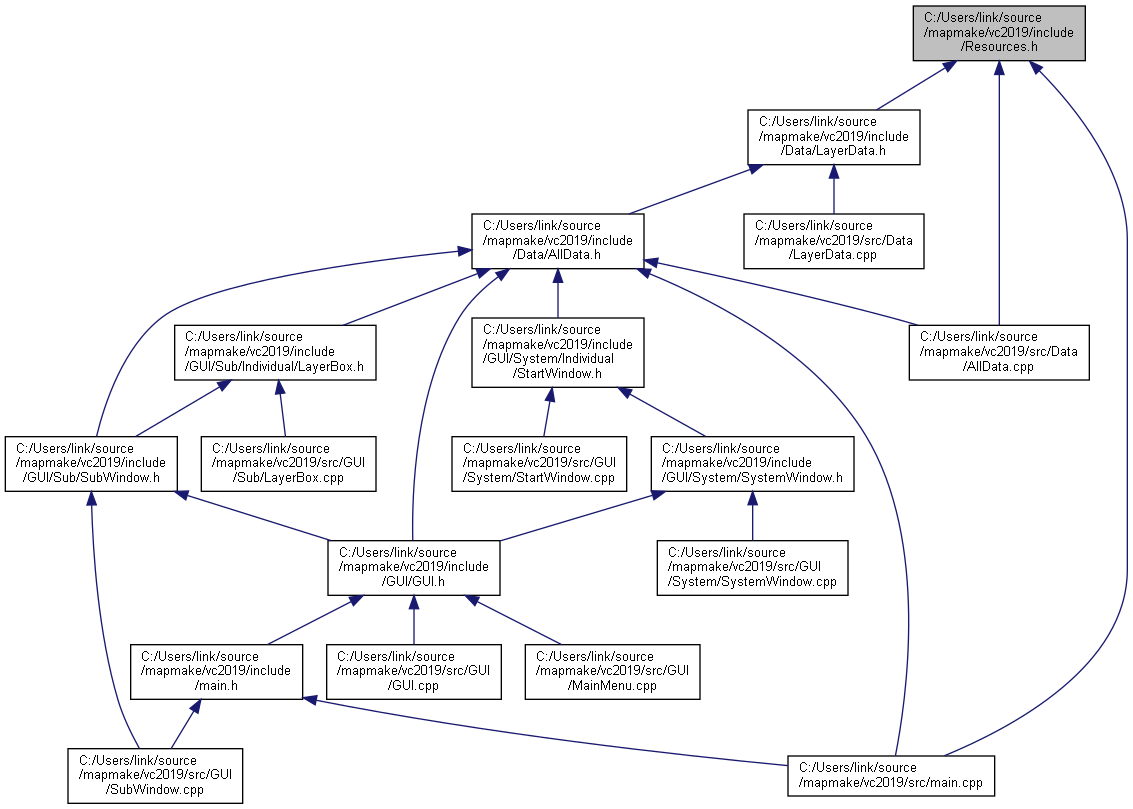 C:/Users/link/source
/mapmake/vc2019/include
/Resources.h
C:/Users/link/source
/mapmake/vc2019/include
/Data/LayerData.h
C:/Users/link/source
/mapmake/vc2019/include
/Data/AllData.h
C:/Users/link/source
/mapmake/vc2019/src/Data
/LayerData.cpp
C:/Users/link/source
/mapmake/vc2019/include
/GUI/Sub/Individual/LayerBox.h
C:/Users/link/source
/mapmake/vc2019/include
/GUI/System/Individual
/StartWindow.h
C:/Users/link/source
/mapmake/vc2019/src/Data
/AllData.cpp
C:/Users/link/source
/mapmake/vc2019/include
/GUI/Sub/SubWindow.h
C:/Users/link/source
/mapmake/vc2019/src/GUI
/Sub/LayerBox.cpp
C:/Users/link/source
/mapmake/vc2019/src/GUI
/System/StartWindow.cpp
C:/Users/link/source
/mapmake/vc2019/include
/GUI/System/SystemWindow.h
C:/Users/link/source
/mapmake/vc2019/include
/GUI/GUI.h
C:/Users/link/source
/mapmake/vc2019/src/GUI
/System/SystemWindow.cpp
C:/Users/link/source
/mapmake/vc2019/include
/main.h
C:/Users/link/source
/mapmake/vc2019/src/GUI
/GUI.cpp
C:/Users/link/source
/mapmake/vc2019/src/GUI
/MainMenu.cpp
C:/Users/link/source
/mapmake/vc2019/src/GUI
/SubWindow.cpp
C:/Users/link/source
/mapmake/vc2019/src/main.cpp